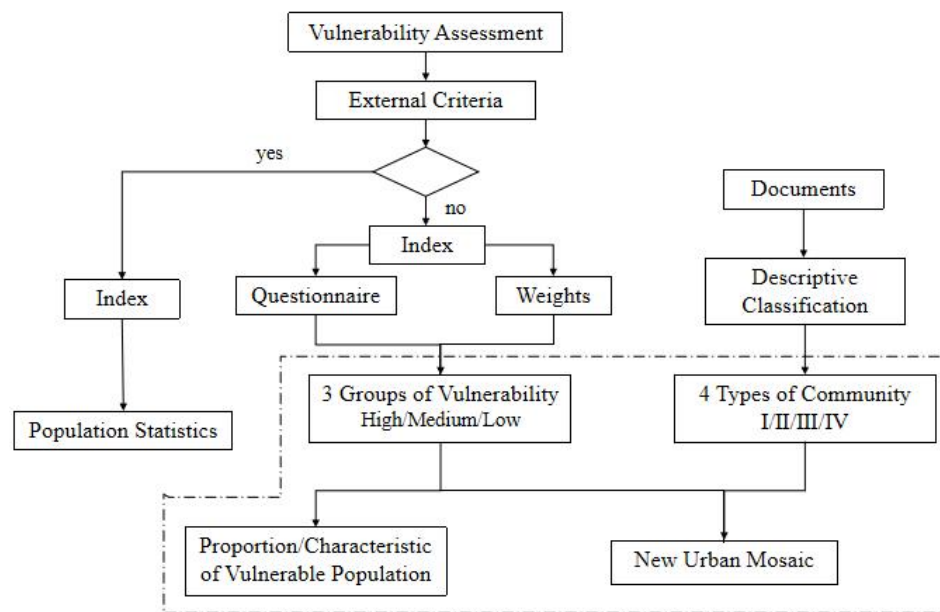 Vulnerability Assessment
External Criteria
yes
no
Documents
Index
Index
Questionnaire
Weights
Descriptive
Classification
3 Groups of Vulnerability
High/Medium/Low
4 Types of Community
I/II/III/IV
Population Statistics
Proportion/Characteristic
of Vulnerable Population
New Urban Mosaic